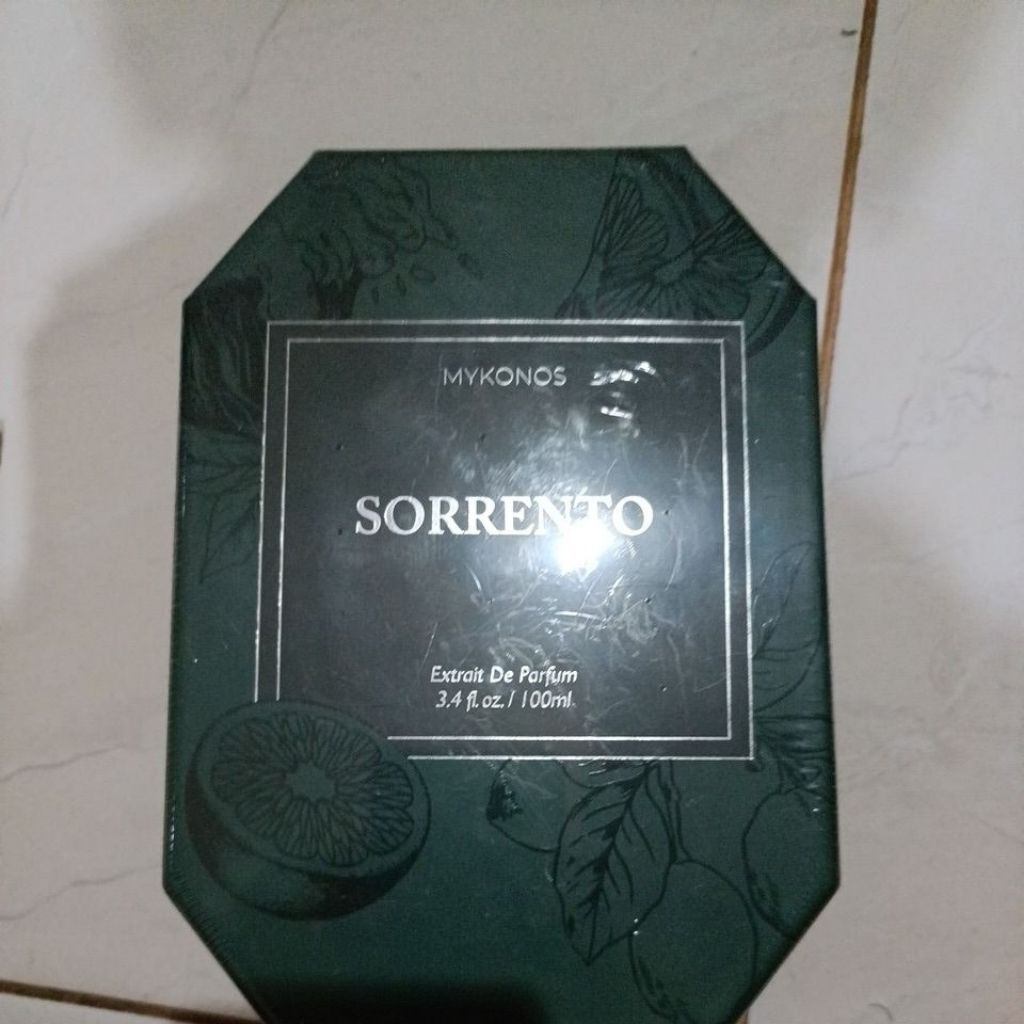 MYKONOS
SORRENTO
Extrait De Parfum
3.4 fl. oz. / 100ml